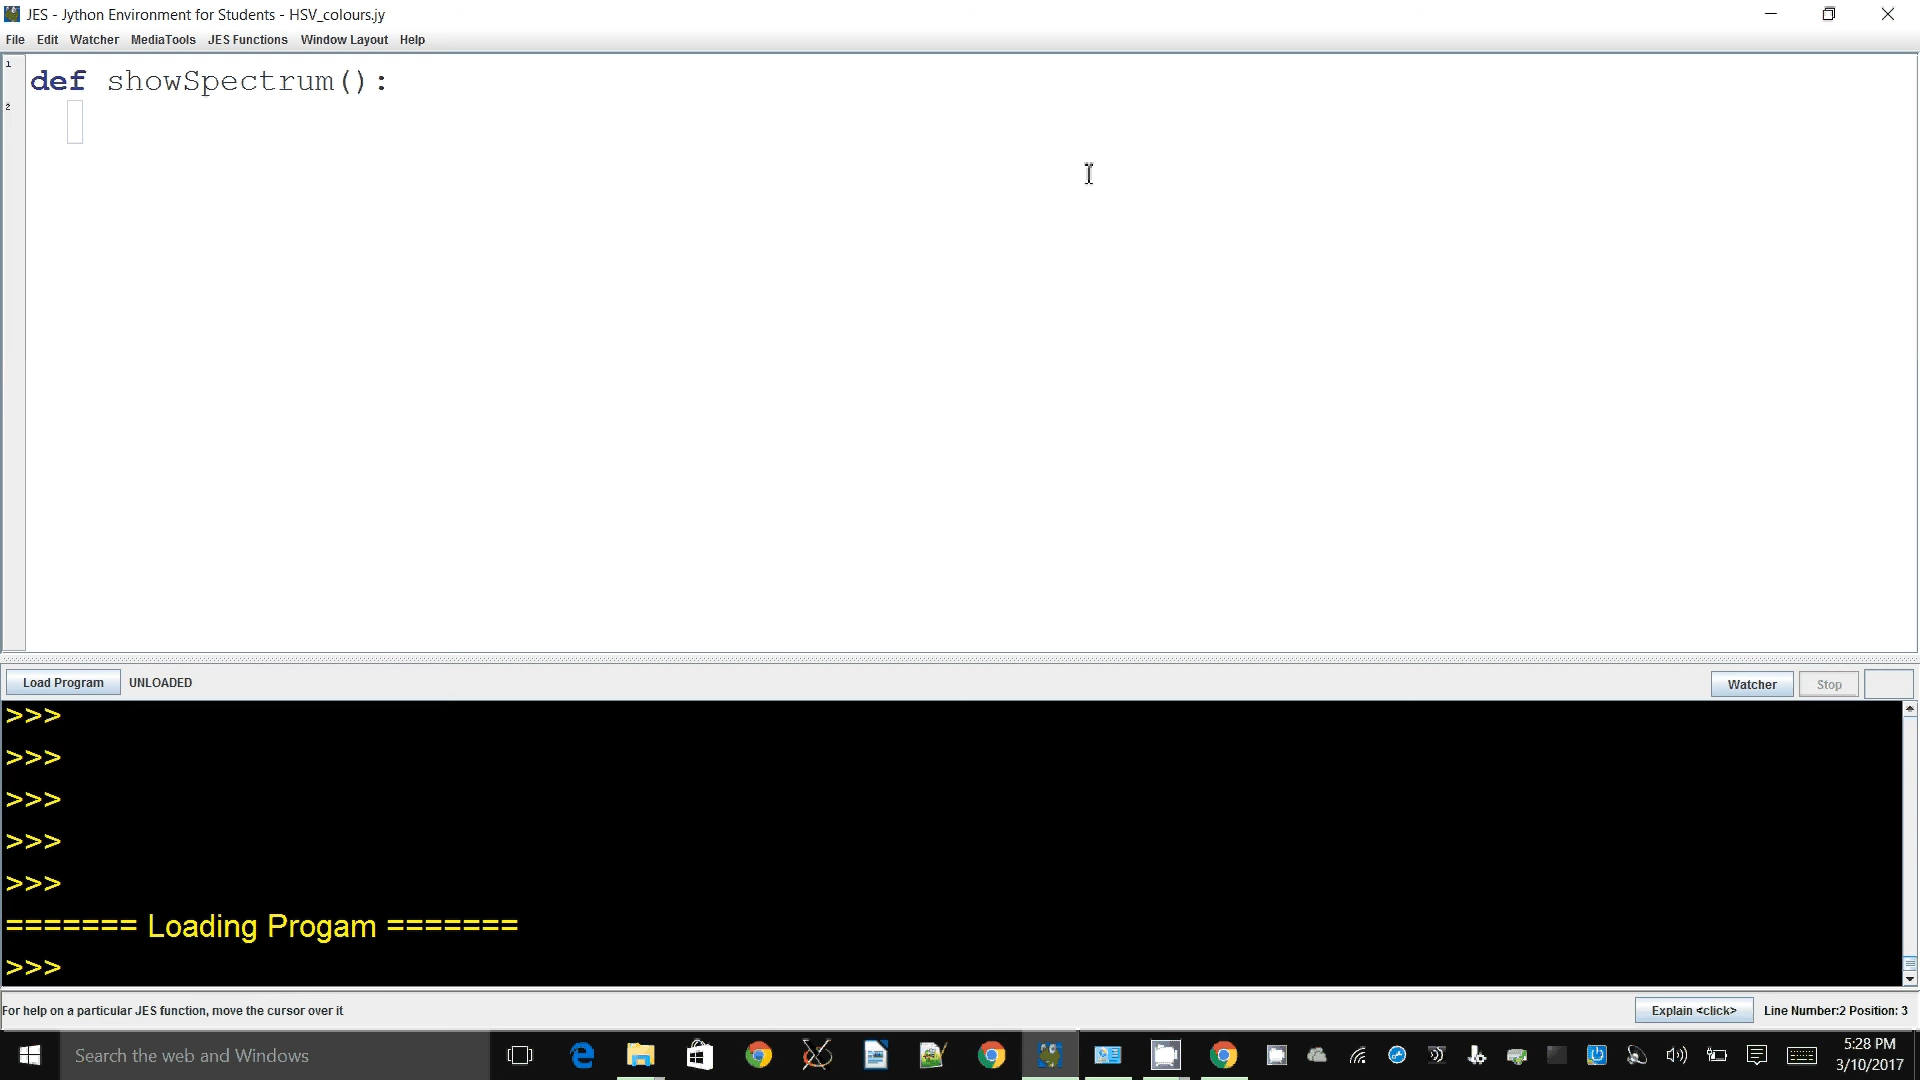 JES - Jython Environment for Students - HSV_colours.jy
File Edit Watcher MediaTools JES Functions Window Layout Help
1 def showSpectrum():
2
Load Program UNLOADED Watcher Stop
>>>
>>>
>>>
>>>
>>>
======= Loading Progam =======
>>>
For help on a particular JES function, move the cursor over it Explain <click> Line Number:2 Position: 3
Search the web and Windows
5:28 PM
3/10/2017